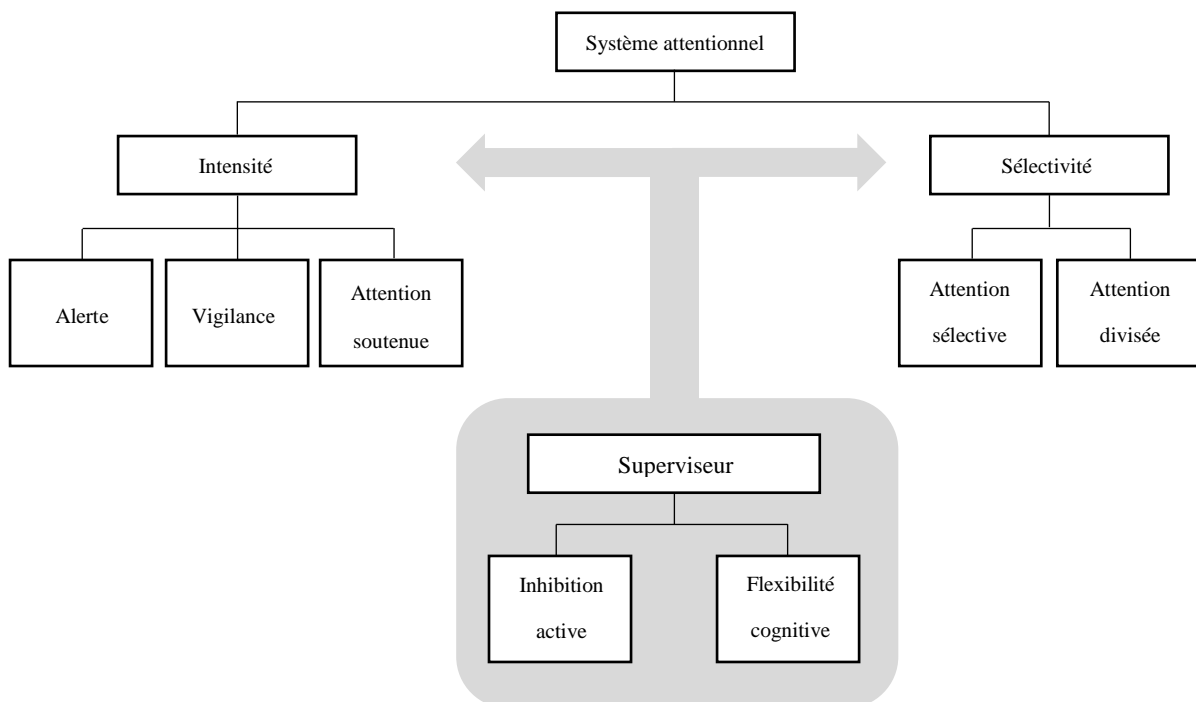 Système attentionnel
Intensité
Sélectivité
Alerte
Vigilance
Attention
soutenue
Attention
sélective
Attention
divisée
Superviseur
Inhibition
active
Flexibilité
cognitive